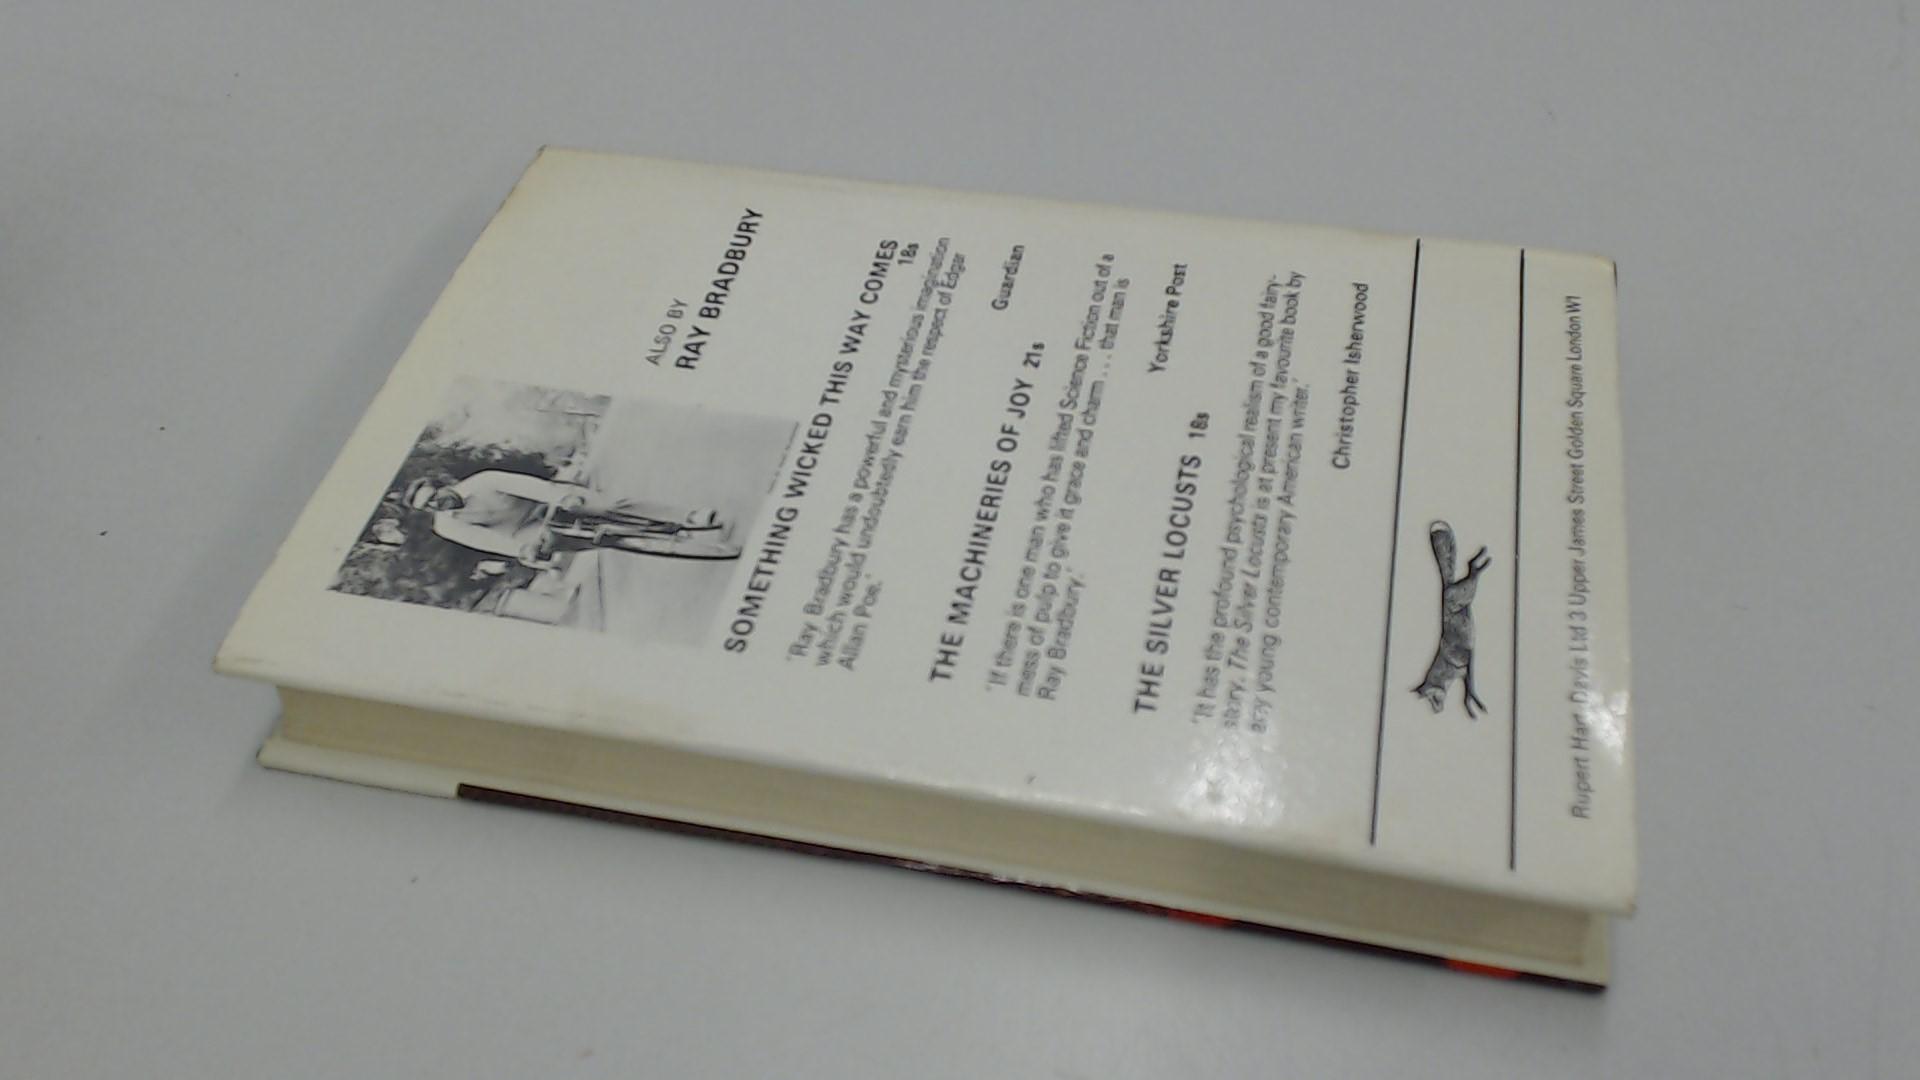 ALSO BY
RAY BRADBURY
SOMETHING WICKED THIS WAY COMES
18s
'Ray Bradbury has a powerful and mysterious imagination
which would undoubtedly earn him the respect of Edgar
Allan Poe.'
Guardian
THE MACHINERIES OF JOY 21s
'If there is one man who has lifted Science Fiction out of a
mess of pulp to give it grace and charm ... that man is
Ray Bradbury.'
Yorkshire Post
THE SILVER LOCUSTS 18s
'It has the profound psychological realism of a good fairy-
story. The Silver Locusts is at present my favourite book by
any young contemporary American writer.'
Christopher Isherwood
Rupert Hart-Davis Ltd 3 Upper James Street Golden Square London W1